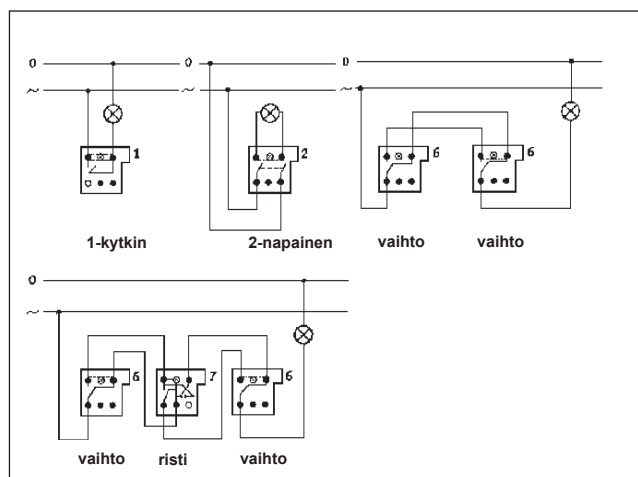 0 0 0
~ ~ ~
1 2 6 6
1-kytkin 2-napainen vaihto vaihto
0
~
6 7 6
vaihto risti vaihto